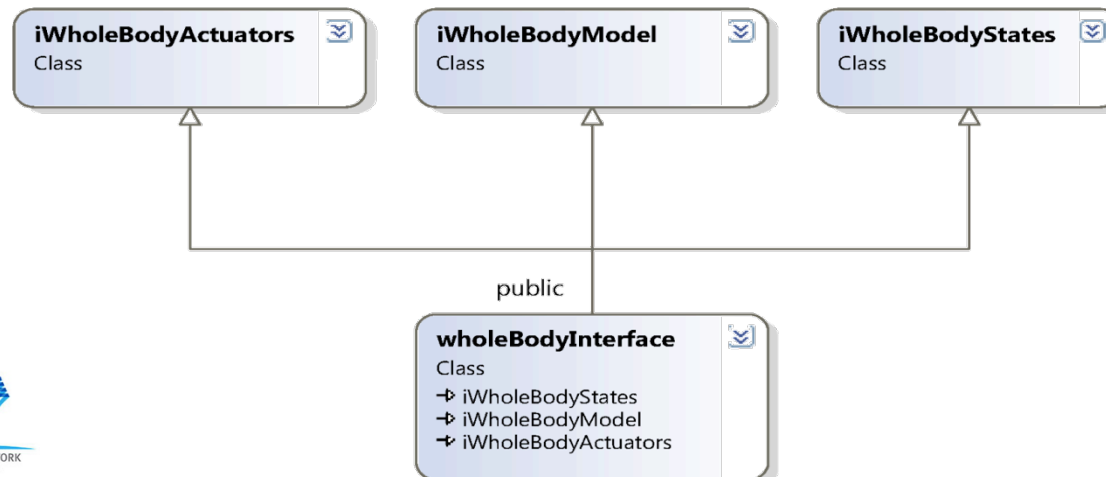 iWholeBodyActuators
Class
iWholeBodyModel
Class
iWholeBodyStates
Class
public
wholeBodyInterface
Class
iWholeBodyStates
iWholeBodyModel
iWholeBodyActuators